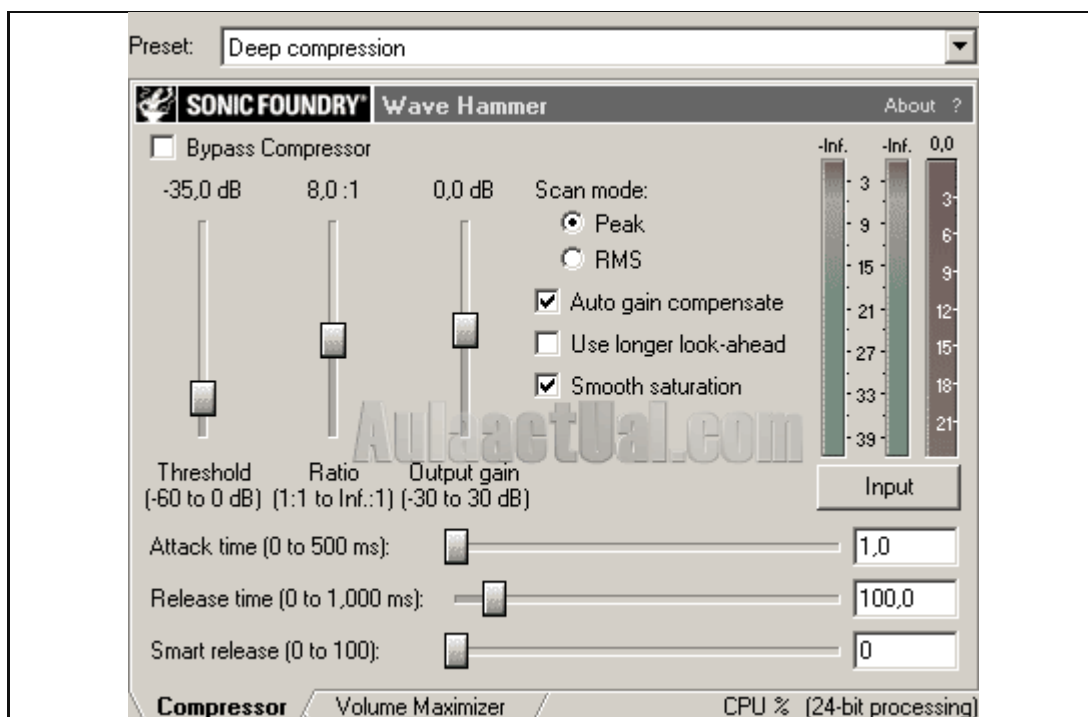 Preset: Deep compression
SONIC FOUNDRY® Wave Hammer About ?
Bypass Compressor
-Inf. -Inf. 0,0
-35,0 dB 8,0 :1 0,0 dB
Scan mode:
Peak
RMS
Auto gain compensate
Use longer look-ahead
Smooth saturation
3 9 15 21 27 33 39
3 6 9 12 15 18 21
Aulaactual.com
Threshold Ratio Output gain
(-60 to 0 dB) (1:1 to Inf.:1) (-30 to 30 dB)
Input
Attack time (0 to 500 ms): 1,0
Release time (0 to 1,000 ms): 100,0
Smart release (0 to 100): 0
Compressor Volume Maximizer CPU % (24-bit processing)